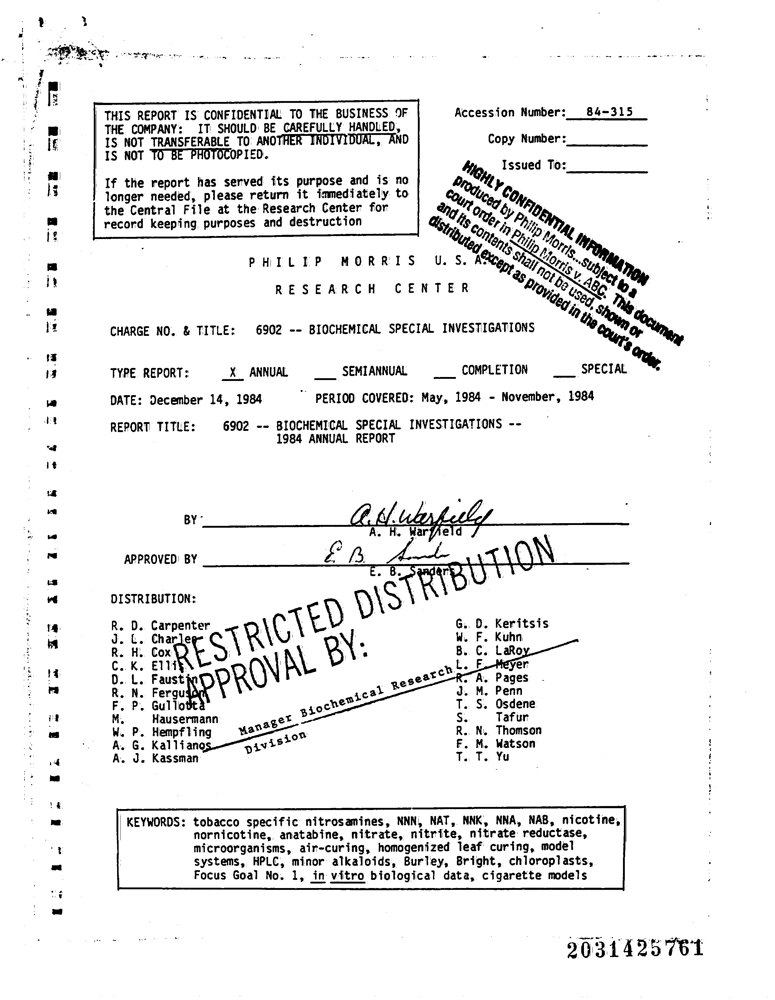 THIS REPORT IS CONFIDENTIAL TO THE BUSINESS OF
THE COMPANY: IT SHOULD BE CAREFULLY HANDLED,
IS NOT TRANSFERABLE TO ANOTHER INDIVIDUAL, AND
IS NOT TO BE PHOTOCOPIED.
If the report has served its purpose and is no
longer needed, please return it immediately to
the Central File at the Research Center for
record keeping purposes and destruction
Accession Number: 84-315
Copy Number:
Issued To:
HIGHLY CONFIDENTIAL INFORMATION
produced by Philip Morris...subject to a
court order in Philip Morris v. ABC. This document
and its contents shall not be used, shown or
distributed except as provided in the court's order.
PHILIP MORRIS U. S. A.
RESEARCH CENTER
CHARGE NO. & TITLE: 6902 -- BIOCHEMICAL SPECIAL INVESTIGATIONS
TYPE REPORT: X ANNUAL ___ SEMIANNUAL ___ COMPLETION ___ SPECIAL
DATE: December 14, 1984 PERIOD COVERED: May, 1984 - November, 1984
REPORT TITLE: 6902 -- BIOCHEMICAL SPECIAL INVESTIGATIONS --
1984 ANNUAL REPORT
BY A. H. Warfield
A. H. Warfield
APPROVED BY E B Sanders
E. B. Sanders
RESTRICTED DISTRIBUTION
APPROVAL BY:
Manager Biochemical Research
Division
DISTRIBUTION:
R. D. Carpenter
J. L. Charles
R. H. Cox
C. K. Ellis
D. L. Faustin
R. N. Ferguson
F. P. Gullotta
M. Hausermann
W. P. Hempfling
A. G. Kallianos
A. J. Kassman
G. D. Keritsis
W. F. Kuhn
B. C. LaRoy
L. F. Meyer
R. A. Pages
J. M. Penn
T. S. Osdene
S. Tafur
R. N. Thomson
F. M. Watson
T. T. Yu
KEYWORDS: tobacco specific nitrosamines, NNN, NAT, NNK, NNA, NAB, nicotine,
nornicotine, anatabine, nitrate, nitrite, nitrate reductase,
microorganisms, air-curing, homogenized leaf curing, model
systems, HPLC, minor alkaloids, Burley, Bright, chloroplasts,
Focus Goal No. 1, in vitro biological data, cigarette models
2031425761